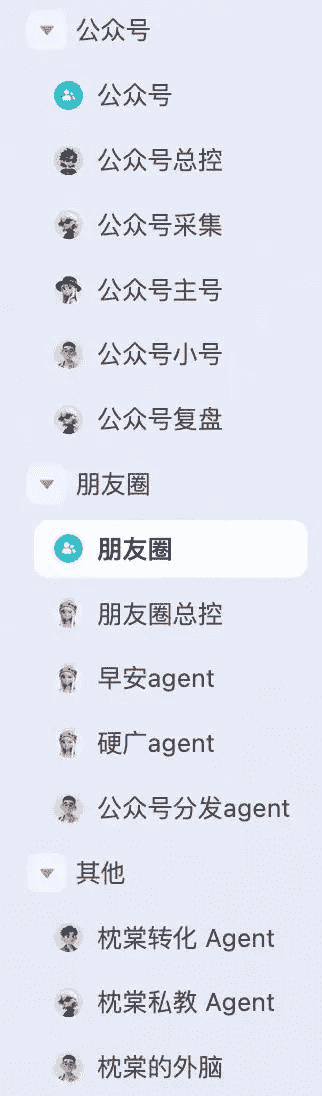 公众号
公众号
公众号总控
公众号采集
公众号主号
公众号小号
公众号复盘
朋友圈
朋友圈
朋友圈总控
早安agent
硬广agent
公众号分发agent
其他
枕棠转化 Agent
枕棠私教 Agent
枕棠的外脑